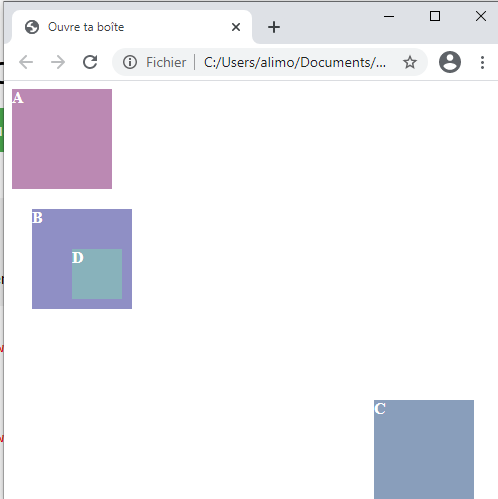 Ouvre ta boîte
Fichier C:/Users/alimo/Documents/...
A
B
D
C